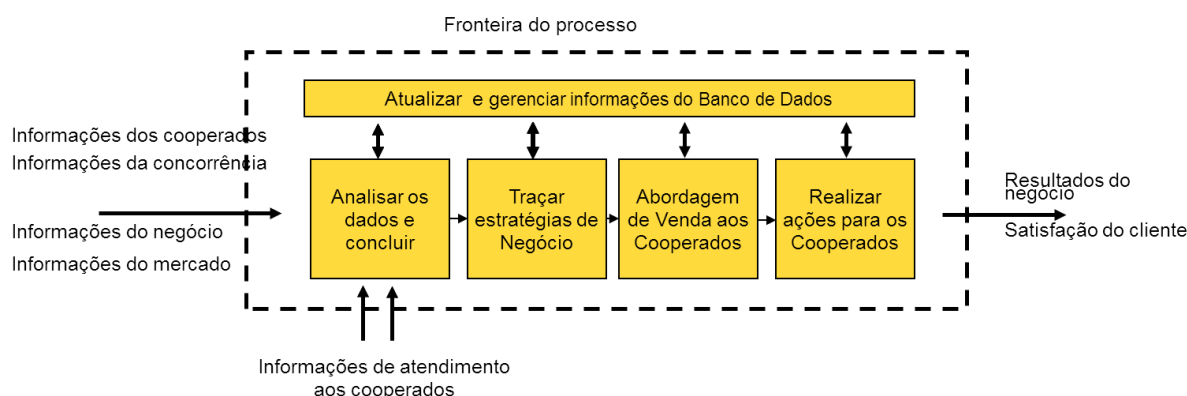 Fronteira do processo
Atualizar e gerenciar informações do Banco de Dados
Informações dos cooperados
Informações da concorrência
Informações do negócio
Informações do mercado
Analisar os
dados e
concluir
Traçar
estratégias de
Negócio
Abordagem
de Venda aos
Cooperados
Realizar
ações para os
Cooperados
Resultados do
negócio
Satisfação do cliente
Informações de atendimento
aos cooperados